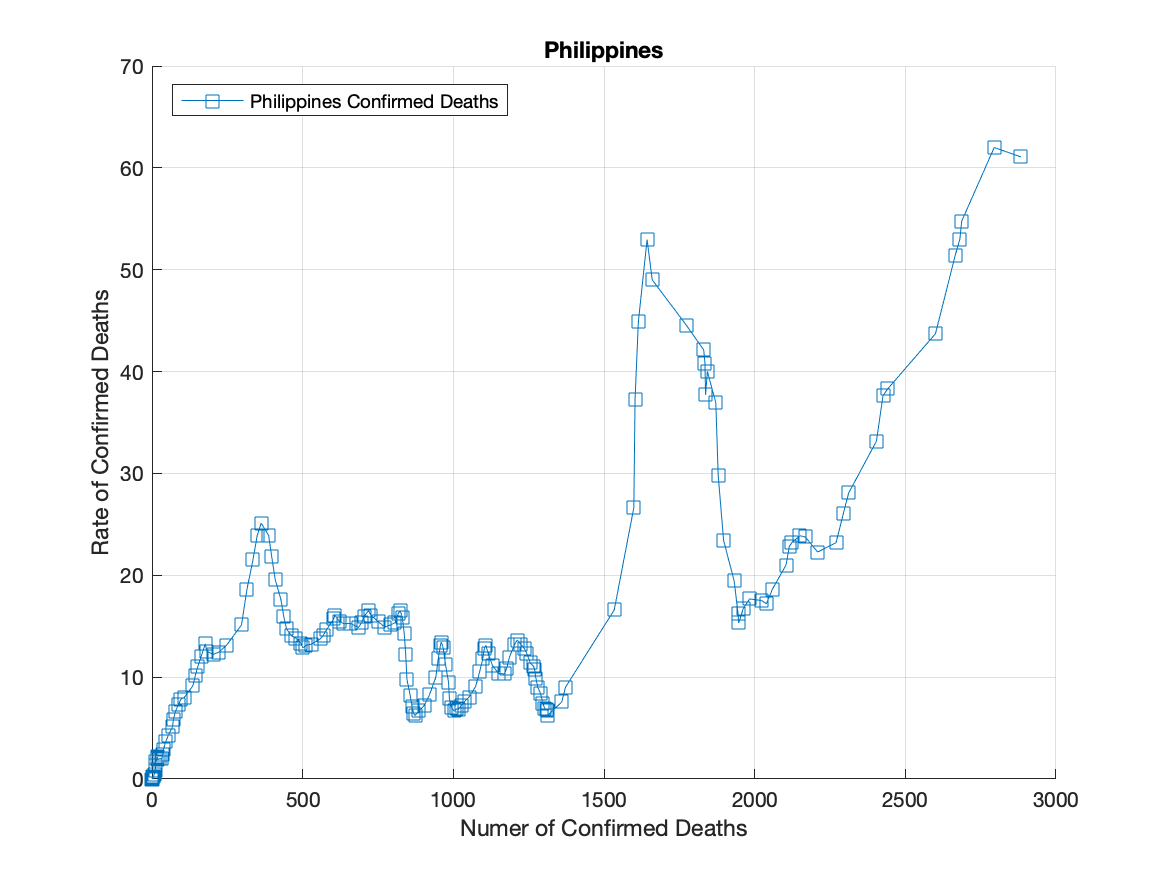 Philippines
Philippines Confirmed Deaths
70
60
50
40
30
20
10
0
Rate of Confirmed Deaths
0 500 1000 1500 2000 2500 3000
Numer of Confirmed Deaths